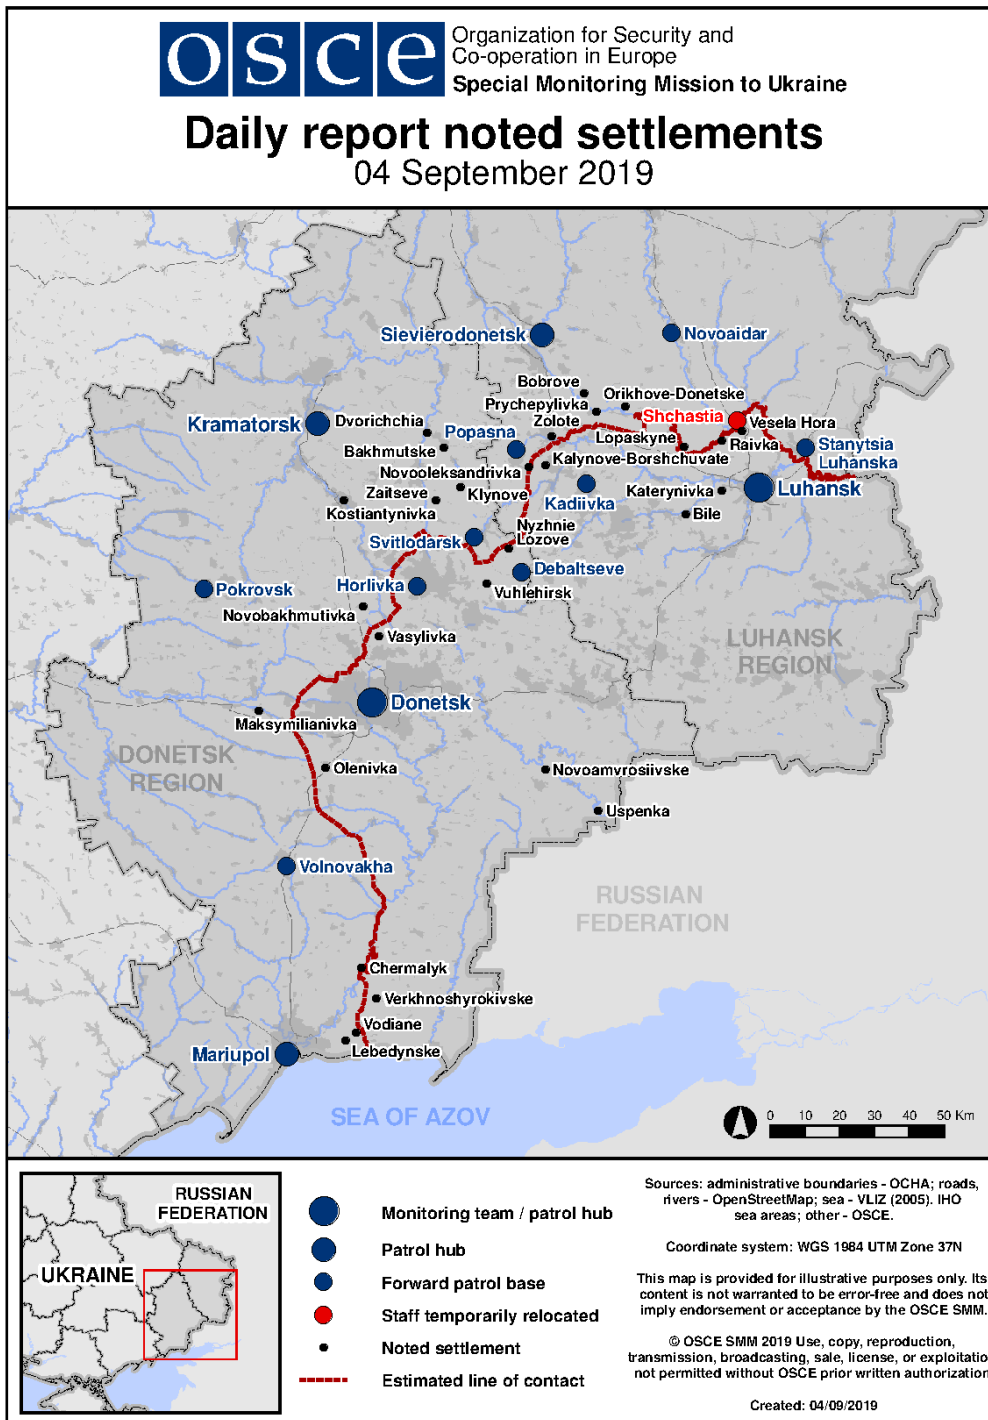 osce
Organization for Security and
Co-operation in Europe
Special Monitoring Mission to Ukraine
Daily report noted settlements
04 September 2019
Sievierodonetsk
Novoaidar
Bobrove
Orikhove-Donetske
Prychepylivka
Shchastia
Kramatorsk
Dvorichchia
Zolote
Vesela Hora
Popasna
Lopaskyne
Raivka
Stanytsia
Luhanska
Bakhmutske
Kalynove-Borshchuvate
Novooleksandrivka
Zaitseve
Klynove
Kadiivka
Katerynivka
Luhansk
Kostiantynivka
Bile
Nyzhnie
Lozove
Svitlodarsk
Debaltseve
Pokrovsk
Horlivka
Vuhlehirsk
Novobakhmutivka
Vasylivka
LUHANSK
REGION
Donetsk
Maksymilianivka
DONETSK
REGION
Olenivka
Novoamvrosiivske
Uspenka
Volnovakha
RUSSIAN
FEDERATION
Chermalyk
Verkhnoshyrokivske
Vodiane
Lebedynske
Mariupol
SEA OF AZOV
0 10 20 30 40 50 Km
RUSSIAN
FEDERATION
UKRAINE
Monitoring team / patrol hub
Patrol hub
Forward patrol base
Staff temporarily relocated
Noted settlement
Estimated line of contact
Sources: administrative boundaries - OCHA; roads,
rivers - OpenStreetMap; sea - VLIZ (2005). IHO
sea areas; other - OSCE.
Coordinate system: WGS 1984 UTM Zone 37N
This map is provided for illustrative purposes only. Its
content is not warranted to be error-free and does not
imply endorsement or acceptance by the OSCE SMM.
© OSCE SMM 2019 Use, copy, reproduction,
transmission, broadcasting, sale, license, or exploitatio
not permitted without OSCE prior written authorization
Created: 04/09/2019